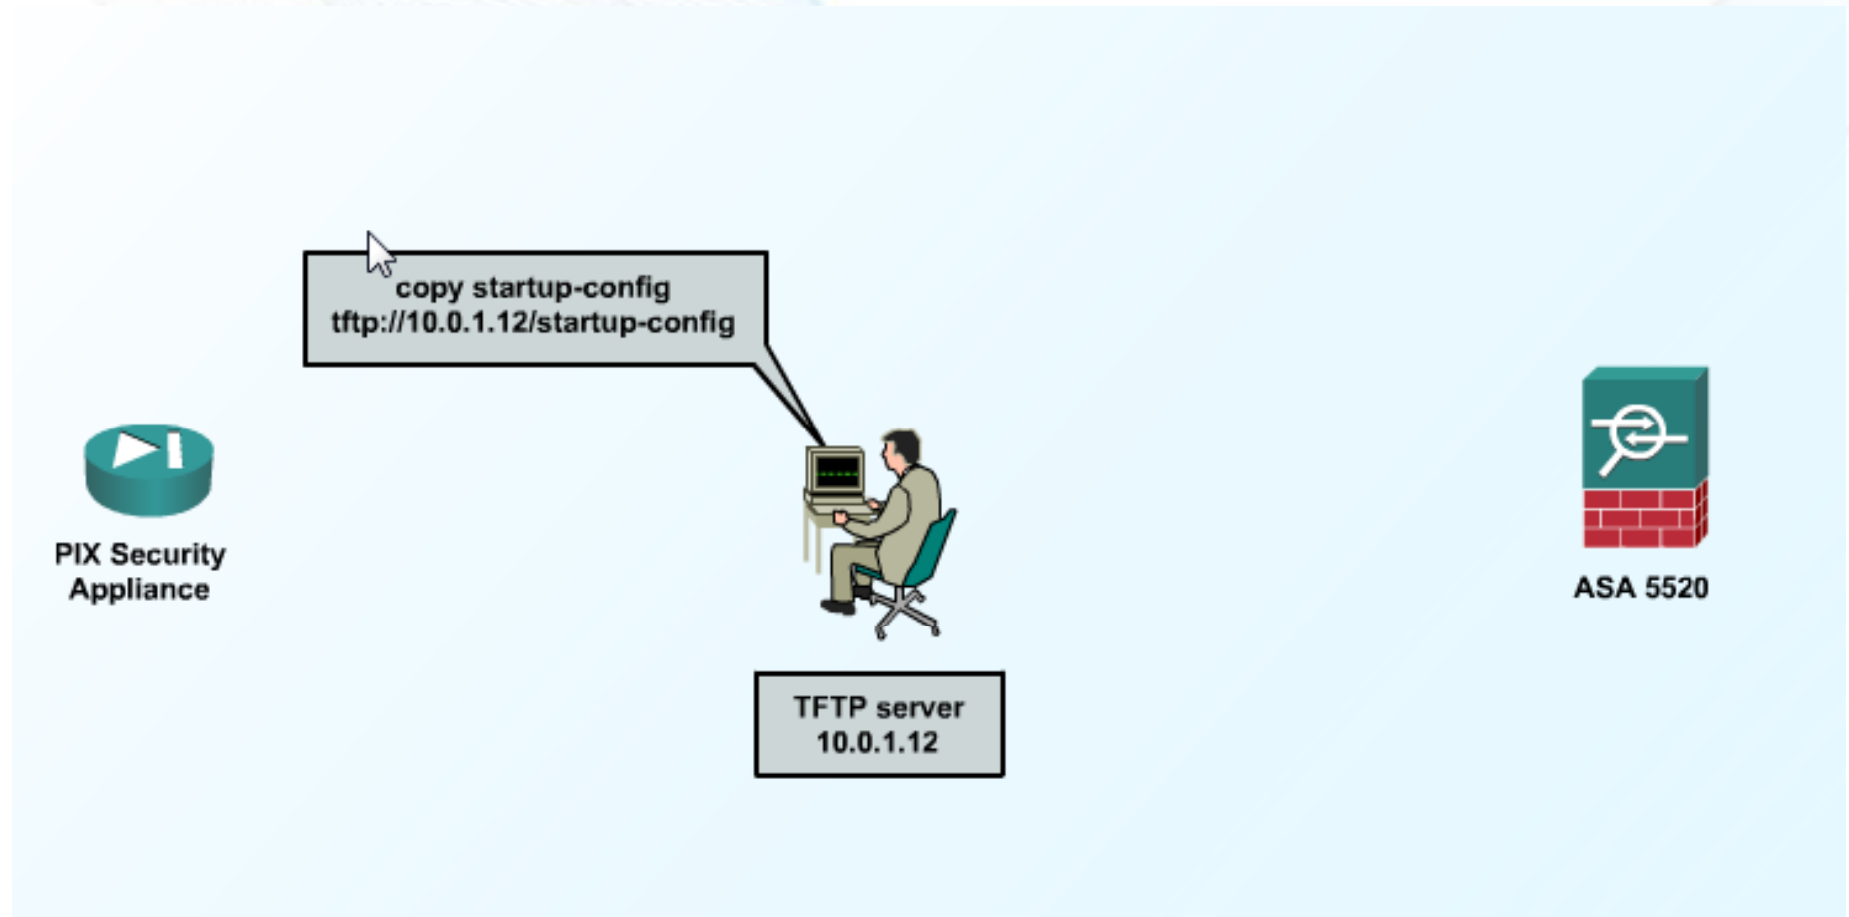 copy startup-config
tftp://10.0.1.12/startup-config
PIX Security
Appliance
ASA 5520
TFTP server
10.0.1.12